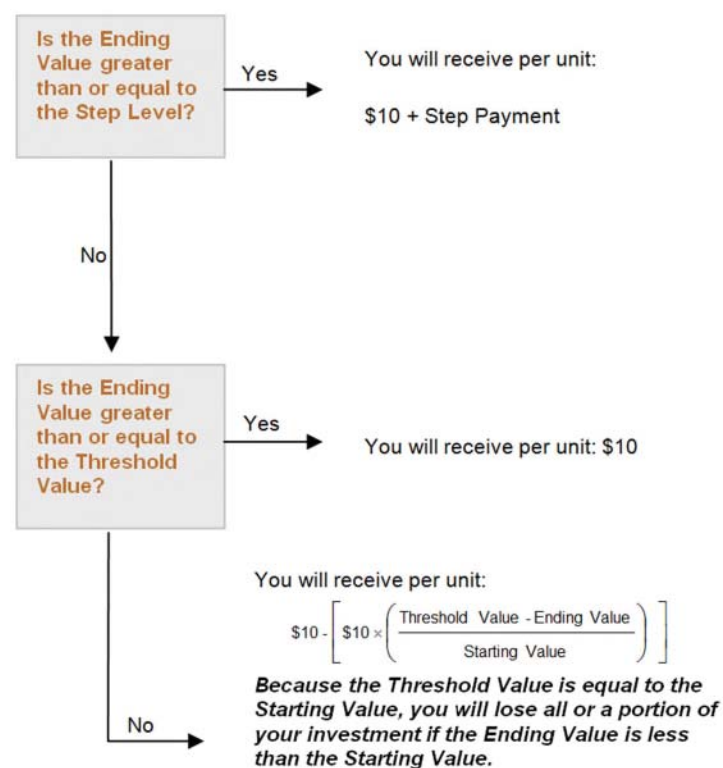 Is the Ending
Value greater
than or equal to
the Step Level?
Yes
You will receive per unit:
$10 + Step Payment
No
Is the Ending
Value greater
than or equal to
the Threshold
Value?
Yes
You will receive per unit: $10
No
You will receive per unit:
$10 - [ $10 × ( Threshold Value - Ending Value
Starting Value ) ]
Because the Threshold Value is equal to the
Starting Value, you will lose all or a portion of
your investment if the Ending Value is less
than the Starting Value.